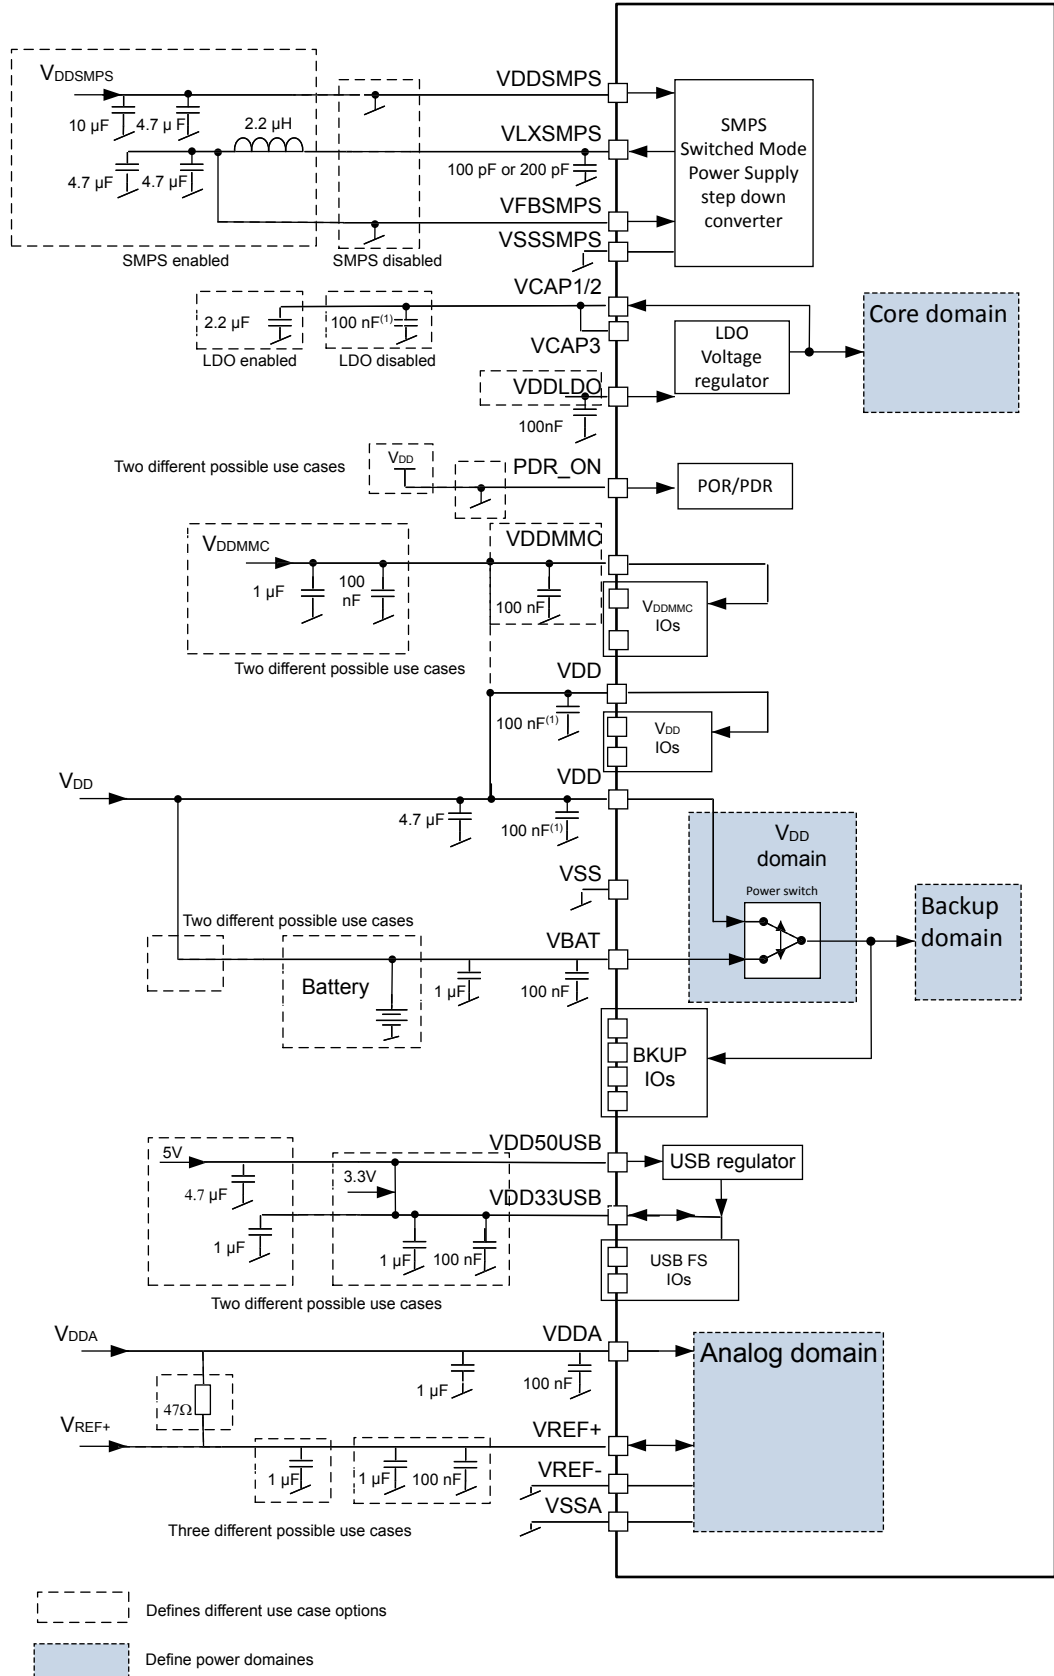 VDDSMPS
VDDSMPS
10 µF
4.7 µF
2.2 µH
VLXSMPS
4.7 µF
4.7 µF
100 pF or 200 pF
VFBSMPS
VSSSMPS
SMPS
Switched Mode
Power Supply
step down
converter
SMPS enabled
SMPS disabled
VCAP1/2
2.2 µF
100 nF(1)
LDO enabled
LDO disabled
VCAP3
LDO
Voltage
regulator
Core domain
VDDLDO
100nF
Two different possible use cases
VDD
PDR_ON
POR/PDR
VDDMMC
VDDMMC
1 µF
100
nF
100 nF
VDDMMC
IOs
Two different possible use cases
VDD
100 nF(1)
VDD
IOs
VDD
VDD
4.7 µF
100 nF(1)
VDD
domain
Power switch
VSS
Backup
domain
Two different possible use cases
VBAT
Battery
1 µF
100 nF
BKUP
IOs
VDD50USB
5V
4.7 µF
3.3V
USB regulator
VDD33USB
1 µF
1 µF
100 nF
USB FS
IOs
Two different possible use cases
VDDA
VDDA
1 µF
100 nF
Analog domain
47Ω
VREF+
VREF+
1 µF
1 µF
100 nF
VREF-
VSSA
Three different possible use cases
Defines different use case options
Define power domaines